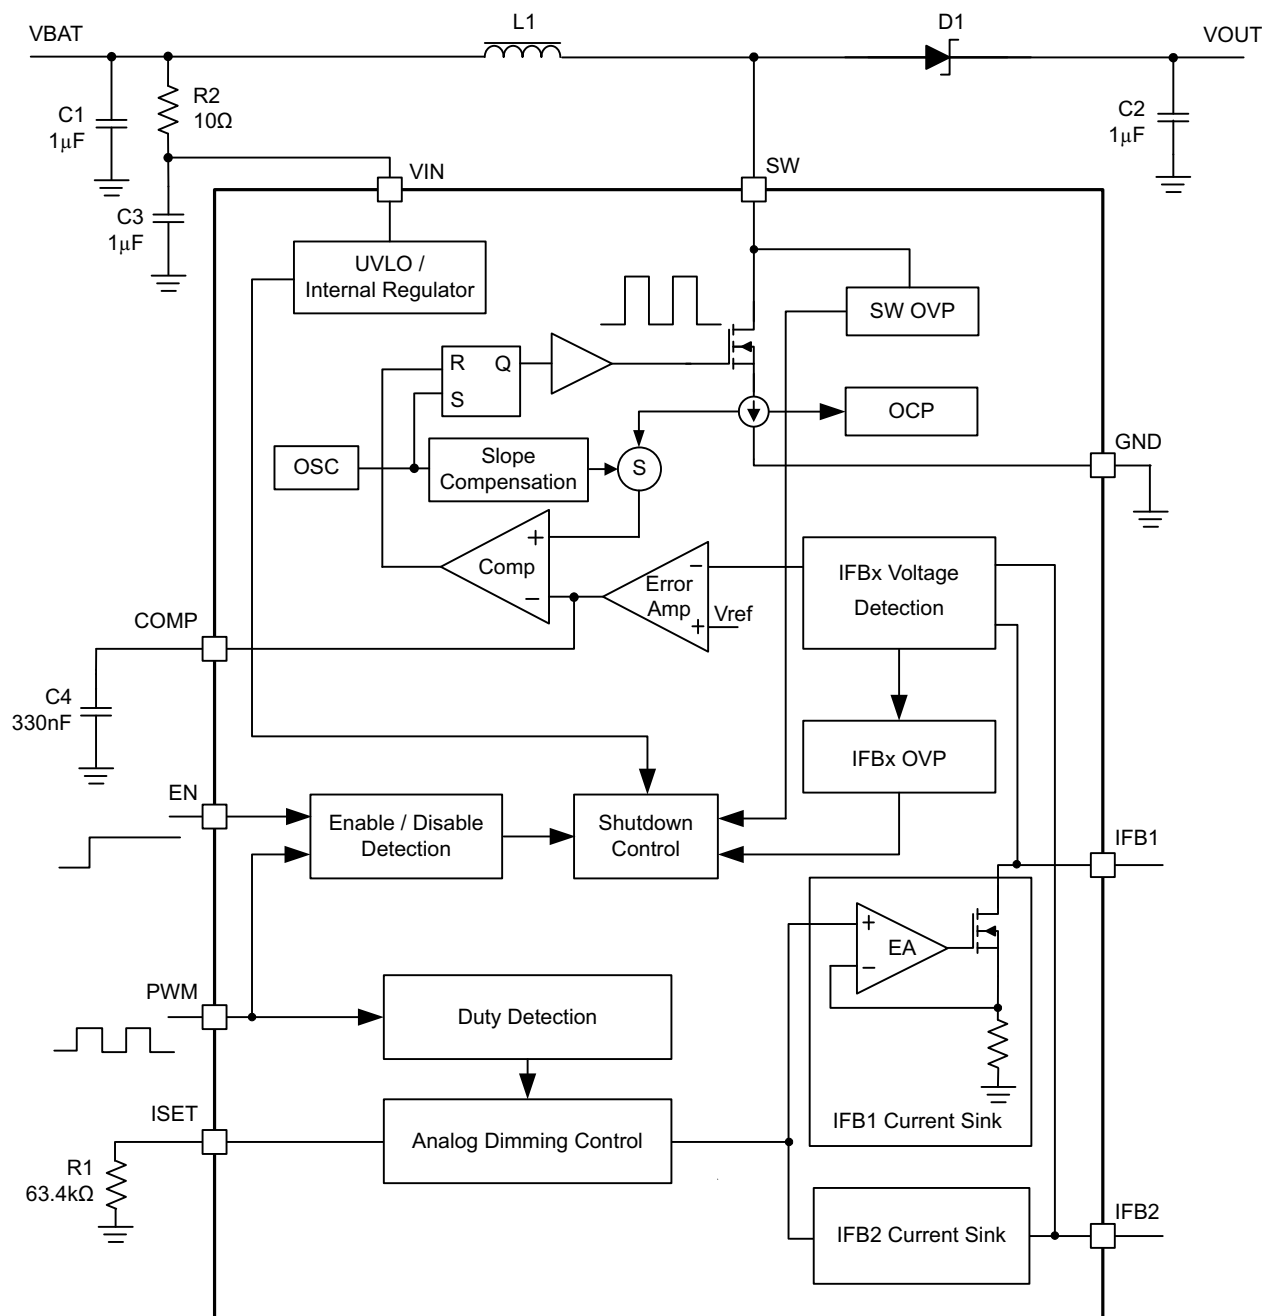 L1
D1
VBAT
VOUT
R2
10Ω
C1
1μF
C2
1μF
VIN
SW
C3
1μF
UVLO /
Internal Regulator
SW OVP
R Q
S
OCP
GND
OSC
Slope
Compensation
S
+
Comp
−
−
Error
Amp
+
Vref
IFBx Voltage
Detection
COMP
C4
330nF
IFBx OVP
EN
Enable / Disable
Detection
Shutdown
Control
IFB1
+
EA
−
PWM
Duty Detection
ISET
Analog Dimming Control
IFB1 Current Sink
R1
63.4kΩ
IFB2
IFB2 Current Sink